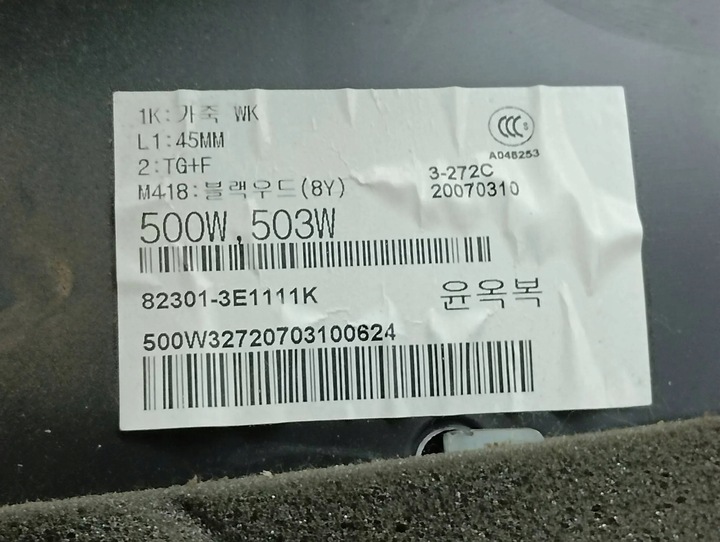 1K:가죽 WK
L1:45MM
2:TG+F
M418:블랙우드(8Y)
CCC S
A048253
3-272C
20070310
500W,503W
82301-3E1111K
윤옥복
500W32720703100624